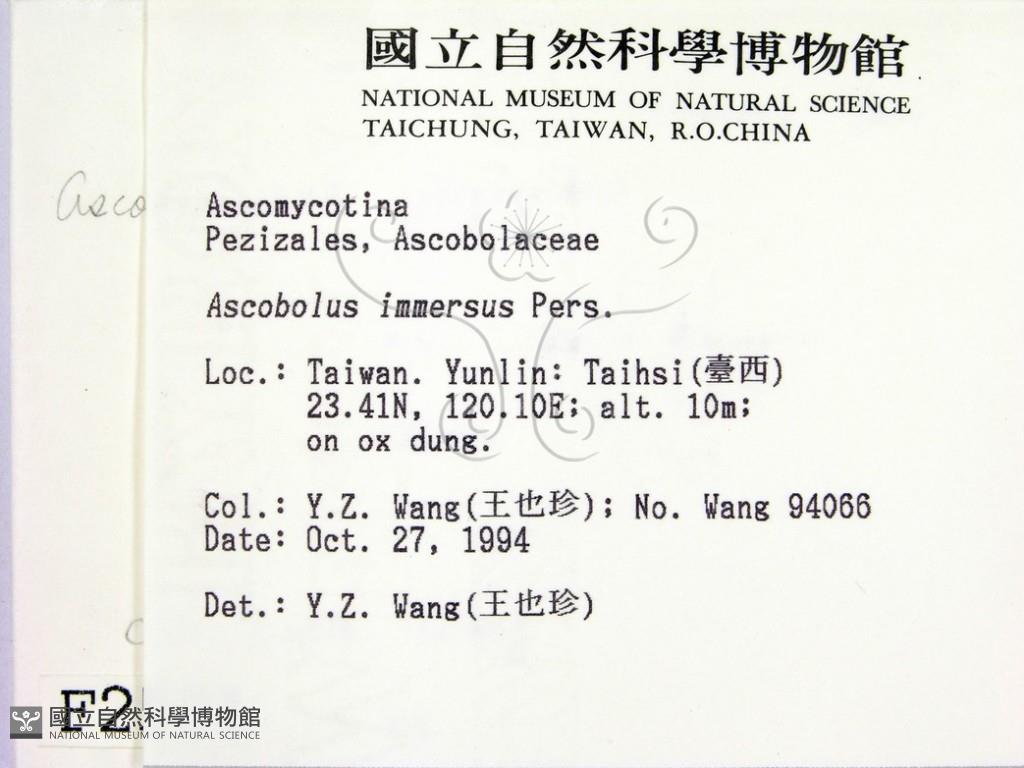 國立自然科學博物館
NATIONAL MUSEUM OF NATURAL SCIENCE
TAICHUNG, TAIWAN, R.O.CHINA
Asco
Ascomycotina
Pezizales, Ascobolaceae
Ascobolus immersus Pers.
Loc.: Taiwan. Yunlin: Taihsi(臺西)
23.41N, 120.10E; alt. 10m;
on ox dung.
Col.: Y.Z. Wang(王也珍); No. Wang 94066
Date: Oct. 27, 1994
Det.: Y.Z. Wang(王也珍)
F2
國立自然科學博物館
NATIONAL MUSEUM OF NATURAL SCIENCE